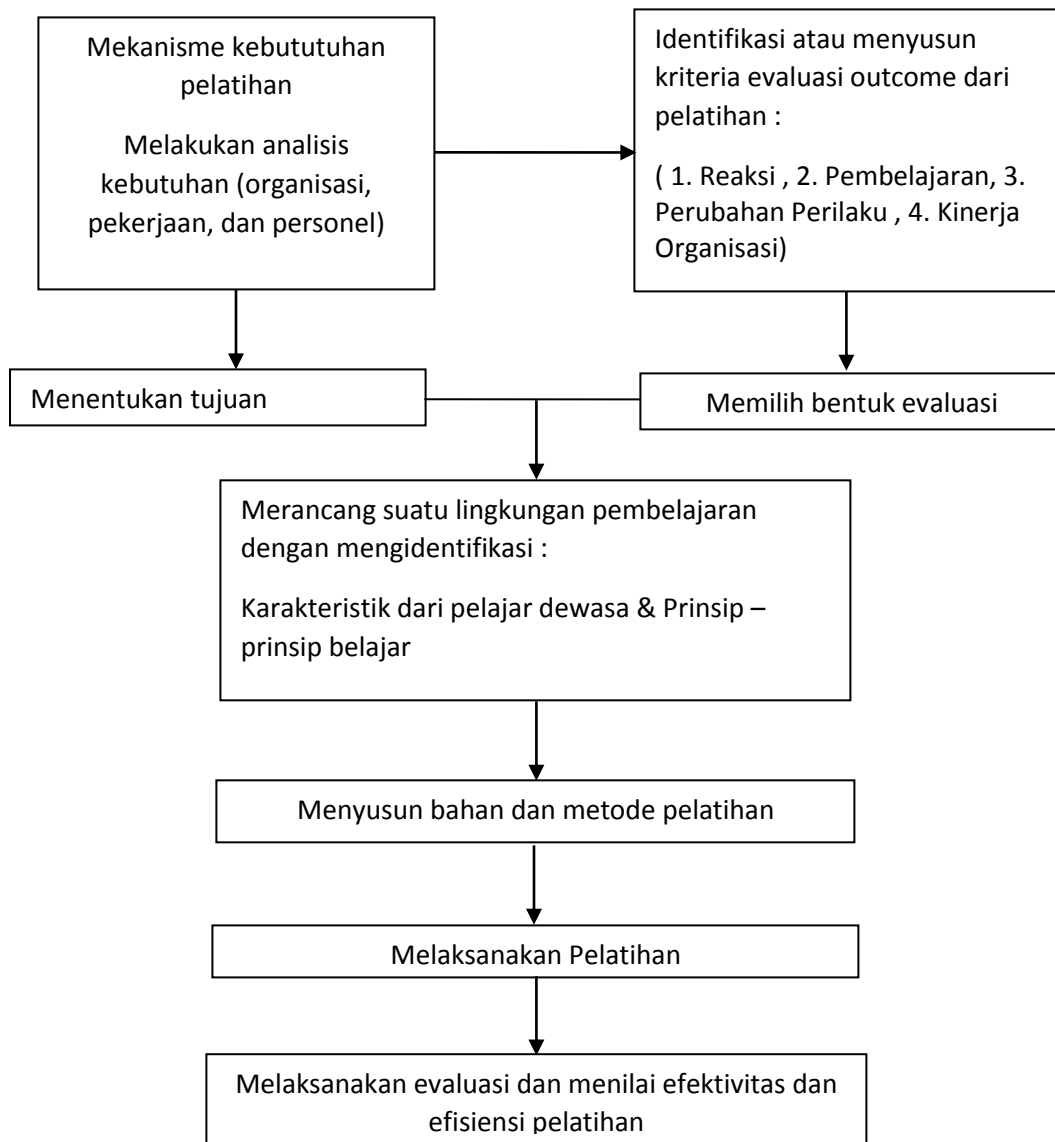 Mekanisme kebututuhan
pelatihan
Melakukan analisis
kebutuhan (organisasi,
pekerjaan, dan personel)
Identifikasi atau menyusun
kriteria evaluasi outcome dari
pelatihan :
( 1. Reaksi , 2. Pembelajaran, 3.
Perubahan Perilaku , 4. Kinerja
Organisasi)
Menentukan tujuan
Memilih bentuk evaluasi
Merancang suatu lingkungan pembelajaran
dengan mengidentifikasi :
Karakteristik dari pelajar dewasa & Prinsip –
prinsip belajar
Menyusun bahan dan metode pelatihan
Melaksanakan Pelatihan
Melaksanakan evaluasi dan menilai efektivitas dan
efisiensi pelatihan